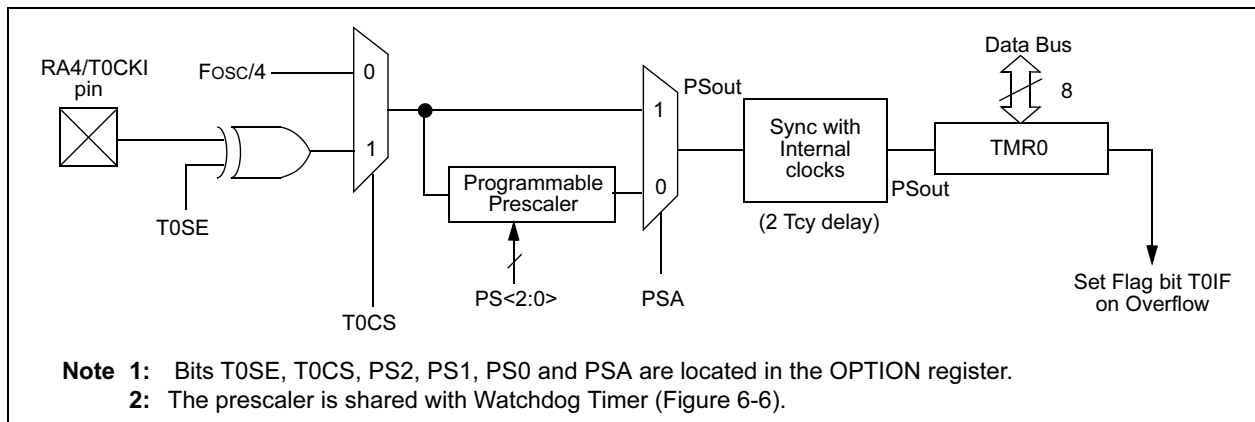 Data Bus
RA4/T0CKI
pin
FOSC/4
0
1
T0SE
T0CS
Programmable
Prescaler
PS<2:0>
1
0
PSA
PSout
Sync with
Internal
clocks
(2 Tcy delay)
PSout
8
TMR0
Set Flag bit T0IF
on Overflow
Note 1: Bits T0SE, T0CS, PS2, PS1, PS0 and PSA are located in the OPTION register.
2: The prescaler is shared with Watchdog Timer (Figure 6-6).